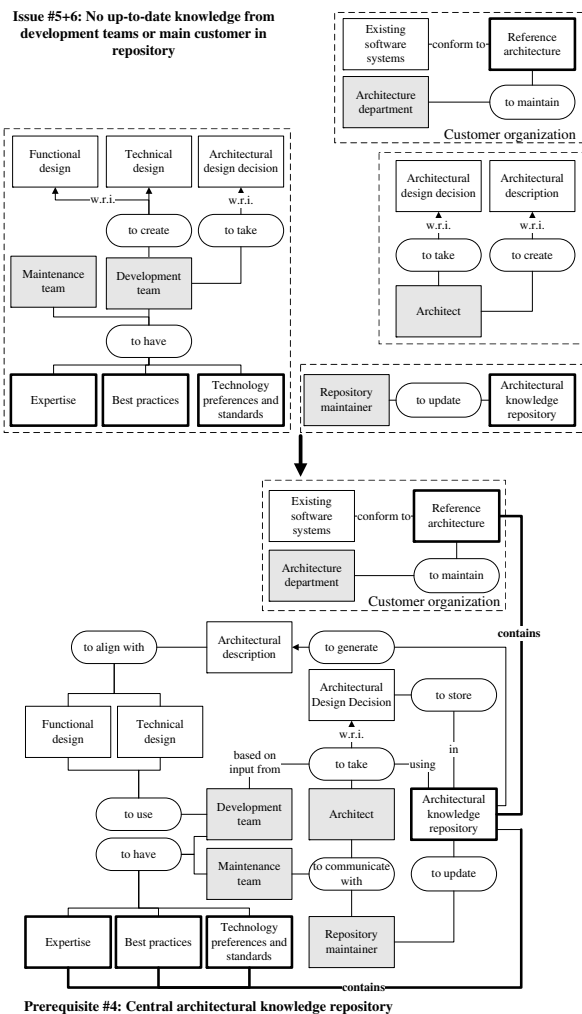 Issue #5+6: No up-to-date knowledge from
development teams or main customer in
repository
Existing
software
systems
conform to
Reference
architecture
Architecture
department
to maintain
Customer organization
Functional
design
Technical
design
Architectural
design decision
w.r.i.
w.r.i.
to create
to take
Maintenance
team
Development
team
to have
Expertise
Best practices
Technology
preferences and
standards
Architectural
design decision
Architectural
description
w.r.i.
w.r.i.
to take
to create
Architect
Repository
maintainer
to update
Architectural
knowledge
repository
Existing
software
systems
conform to
Reference
architecture
Architecture
department
to maintain
Customer organization
contains
to align with
Architectural
description
to generate
Architectural
Design Decision
to store
Functional
design
Technical
design
w.r.i.
in
based on
input from
to take
using
to use
Development
team
Architect
Architectural
knowledge
repository
to have
Maintenance
team
to communicate
with
to update
Expertise
Best practices
Technology
preferences and
standards
Repository
maintainer
contains
Prerequisite #4: Central architectural knowledge repository